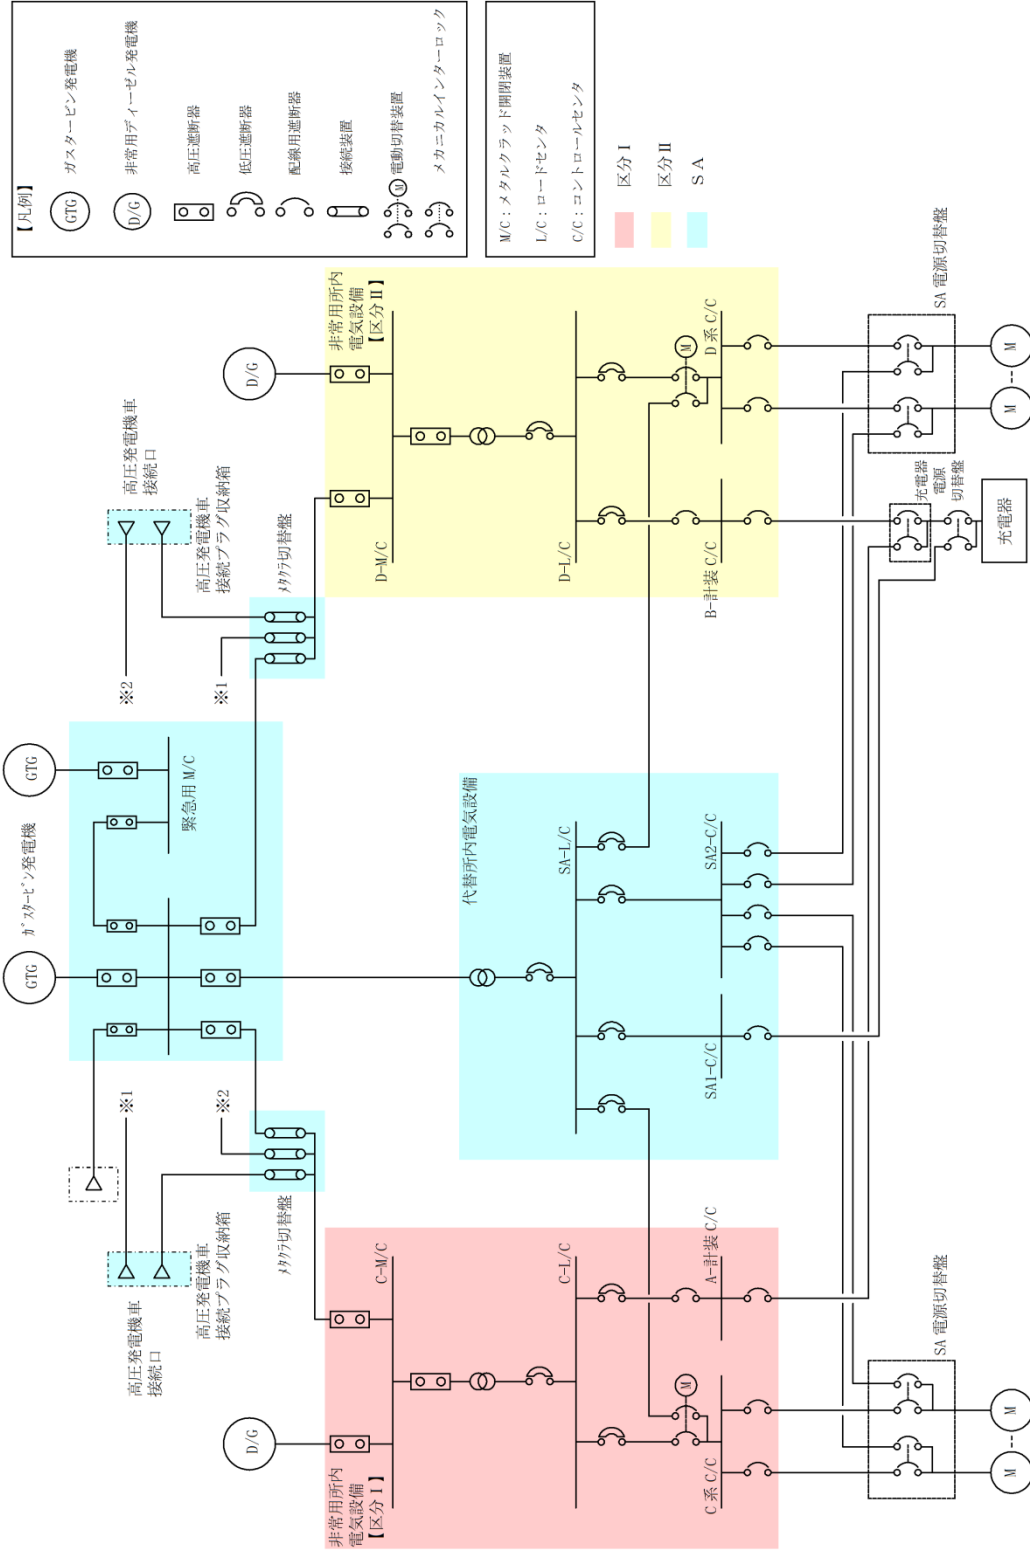 【凡例】
GTG
ガスタービン発電機
D/G
非常用ディーゼル発電機
高圧遮断器
低圧遮断器
配線用遮断器
接続装置
M
電動切替装置
メカニカルインターロック
M/C：メタルクラッド開閉装置
L/C：ロードセンタ
C/C：コントロールセンタ
区分Ⅰ
区分Ⅱ
ＳＡ
GTG
ガスタービン発電機
GTG
緊急用 M/C
※1
※2
高圧発電機車
接続口
高圧発電機車
接続プラグ収納箱
メタクラ切替盤
※2
※1
高圧発電機車
接続口
高圧発電機車
接続プラグ収納箱
メタクラ切替盤
D/G
非常用所内
電気設備
【区分Ⅰ】
C-M/C
C-L/C
M
C 系 C/C
A-計装 C/C
代替所内電気設備
SA-L/C
SA1-C/C
SA2-C/C
D/G
非常用所内
電気設備
【区分Ⅱ】
D-M/C
D-L/C
M
B-計装 C/C
D 系 C/C
SA 電源切替盤
M
M
充電器
電源
切替盤
充電器
SA 電源切替盤
M
M